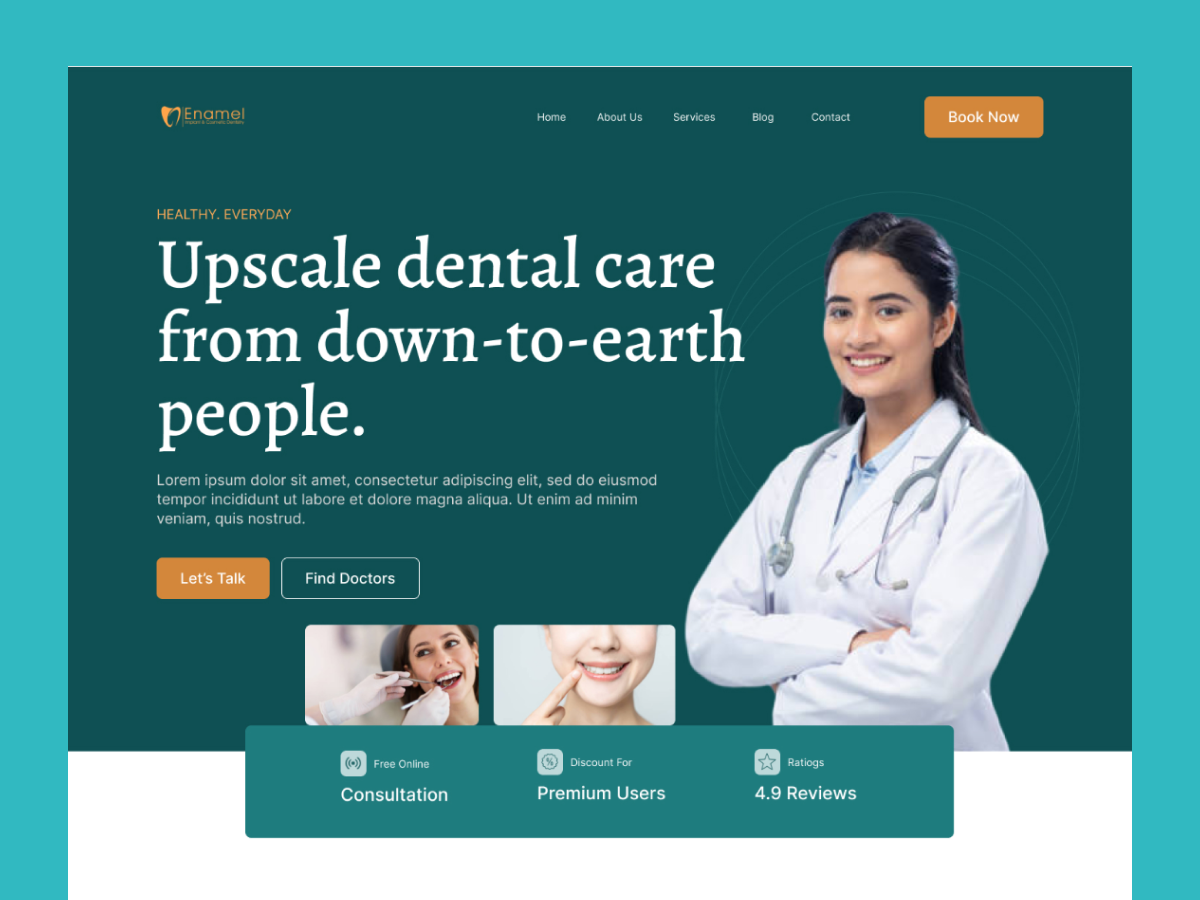 Enamel
Implant & Cosmetic Dentistry
Home
About Us
Services
Blog
Contact
Book Now
HEALTHY. EVERYDAY
Upscale dental care
from down-to-earth
people.
Lorem ipsum dolor sit amet, consectetur adipiscing elit, sed do eiusmod
tempor incididunt ut labore et dolore magna aliqua. Ut enim ad minim
veniam, quis nostrud.
Let's Talk
Find Doctors
Free Online
Consultation
Discount For
Premium Users
Ratiogs
4.9 Reviews